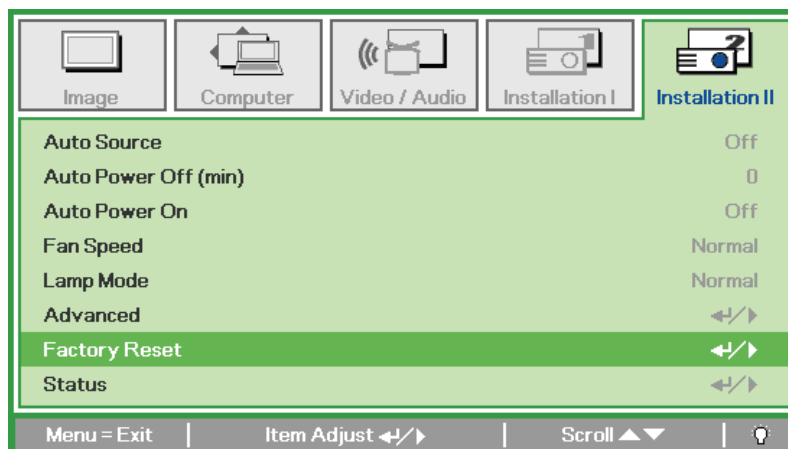 Image Computer Video / Audio Installation I Installation II
Auto Source Off
Auto Power Off (min) 0
Auto Power On Off
Fan Speed Normal
Lamp Mode Normal
Advanced
Factory Reset
Status
Menu = Exit Item Adjust Scroll